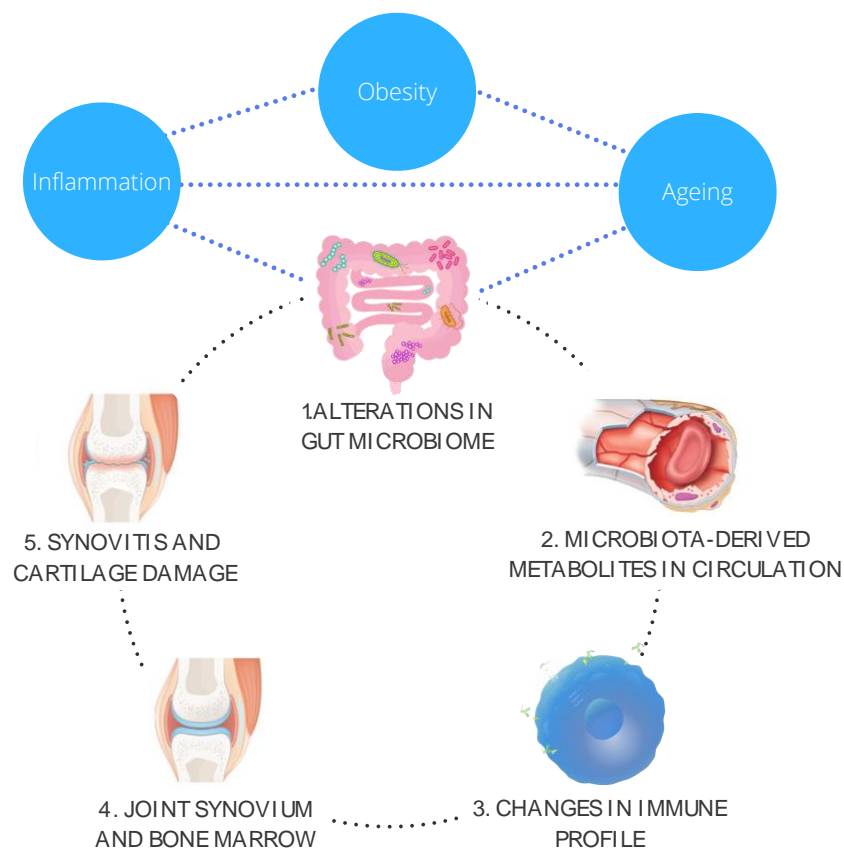 Obesity
Inflammation
Ageing
1.ALTERATIONS IN
GUT MICROBIOME
2. MICROBIOTA-DERIVED
METABOLITES IN CIRCULATION
3. CHANGES IN IMMUNE
PROFILE
4. JOINT SYNOVIUM
AND BONE MARROW
5. SYNOVITIS AND
CARTILAGE DAMAGE